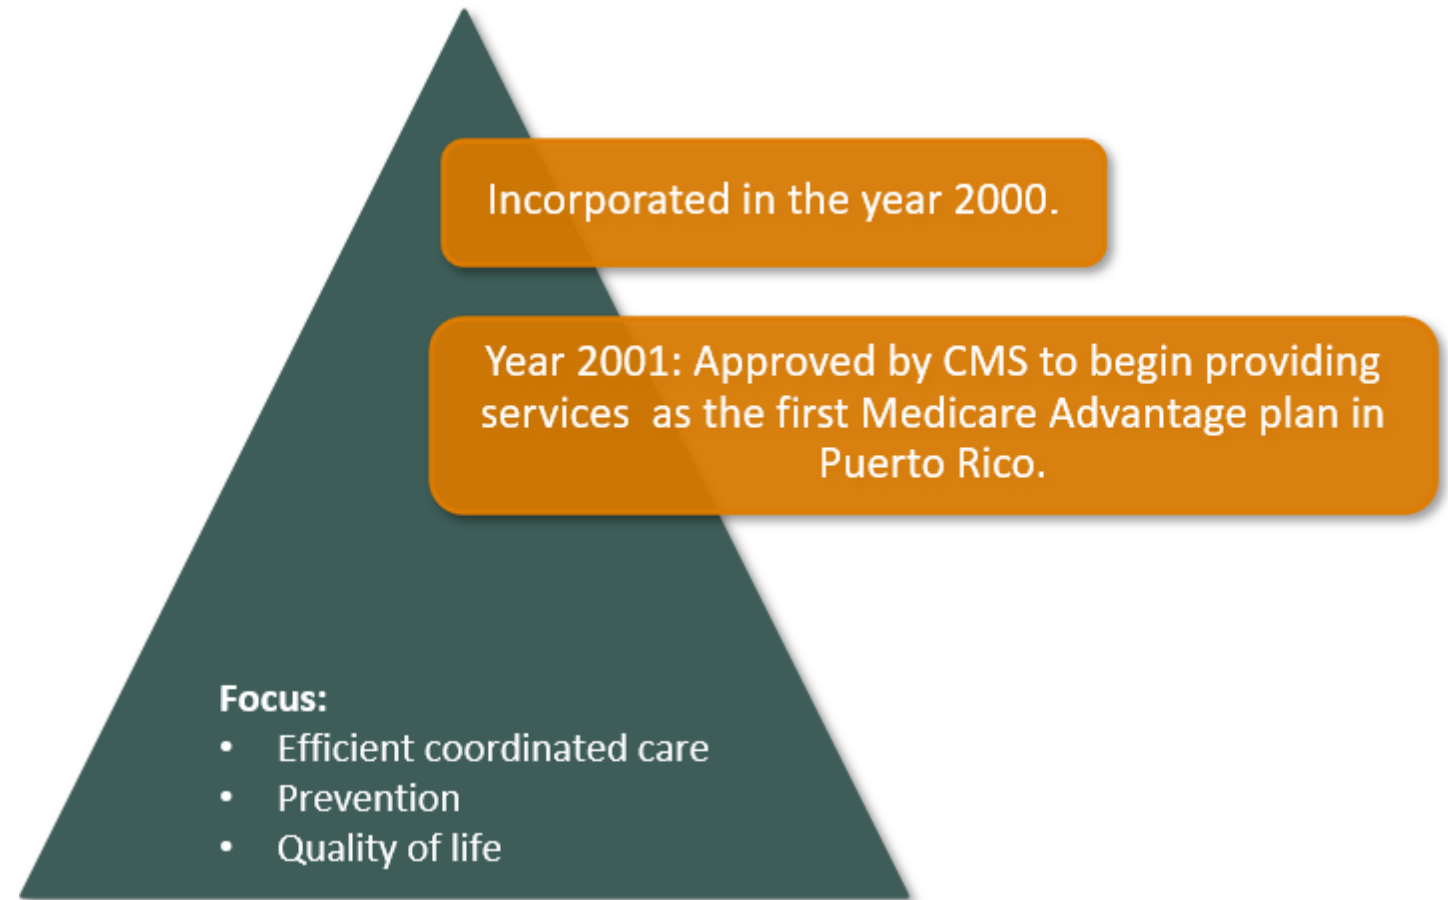 Incorporated in the year 2000.
Year 2001: Approved by CMS to begin providing
services  as the first Medicare Advantage plan in
Puerto Rico.
Focus:
• Efficient coordinated care
• Prevention
• Quality of life